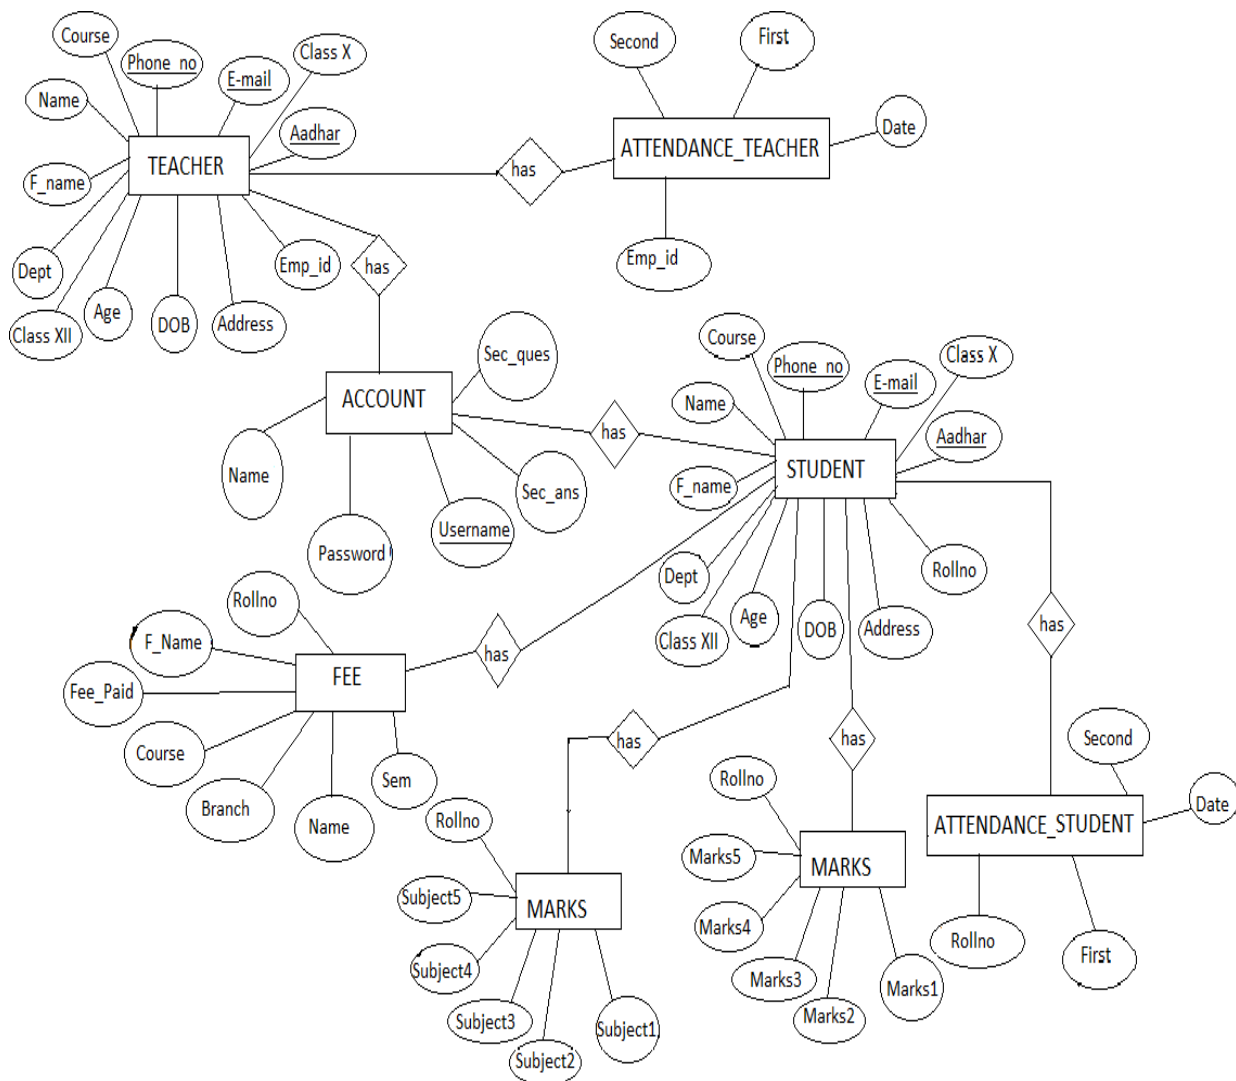 Course
Phone_no
E-mail
Class X
Name
Aadhar
TEACHER
F_name
Dept
Class XII
Age
DOB
Address
Emp_id
has
Second
First
Date
ATTENDANCE_TEACHER
Emp_id
has
Sec_ques
ACCOUNT
Name
Password
Username
Sec_ans
has
Course
Phone_no
E-mail
Class X
Name
Aadhar
STUDENT
F_name
Dept
Class XII
Age
DOB
Address
Rollno
has
Rollno
F_Name
FEE
Fee_Paid
Course
Branch
Name
Sem
has
Rollno
Subject5
MARKS
Subject4
Subject3
Subject2
Subject1
has
Rollno
Marks5
MARKS
Marks4
Marks3
Marks2
Marks1
has
Second
Date
ATTENDANCE_STUDENT
Rollno
First